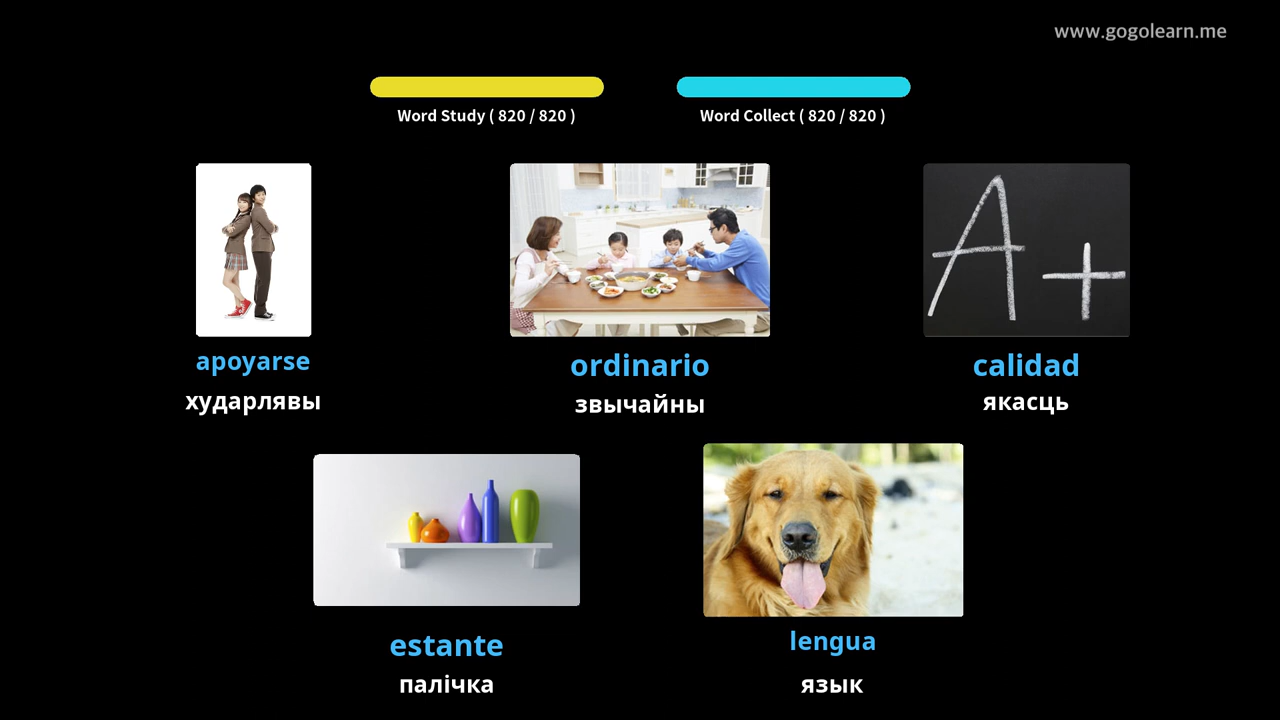 www.gogolearn.me
Word Study ( 820 / 820 )
Word Collect ( 820 / 820 )
A+
apoyarse
хударлявы
ordinario
звычайны
calidad
якасць
estante
палічка
lengua
язык